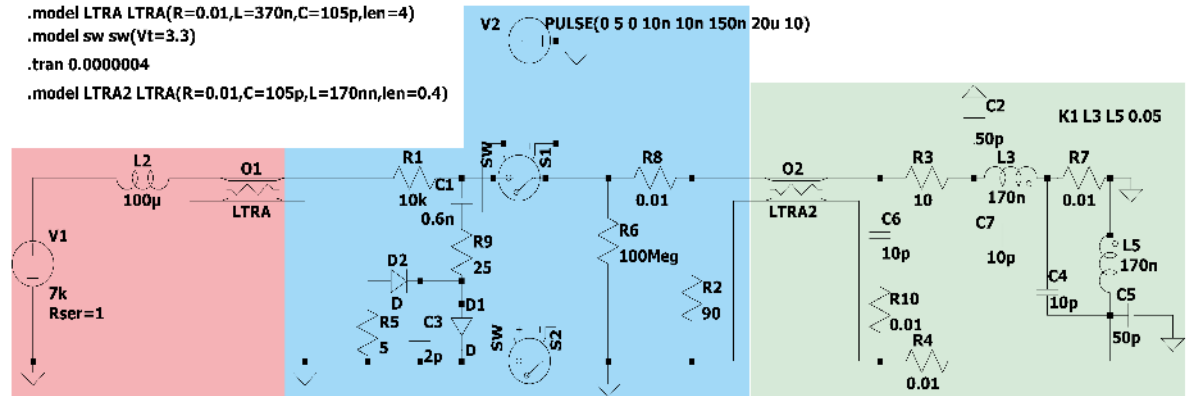 .model LTRA LTRA(R=0.01,L=370n,C=105p,len=4)
.model sw sw(Vt=3.3)
.tran 0.0000004
.model LTRA2 LTRA(R=0.01,C=105p,L=170nn,len=0.4)
V2
PULSE(0 5 0 10n 10n 150n 20u 10)
L2
100µ
O1
LTRA
V1
7k
Rser=1
R1
10k
C1
0.6n
SW
S1
R8
0.01
R9
25
R6
100Meg
D2
D
D1
D
R5
5
C3
2p
SW
S2
R2
90
O2
LTRA2
C2
50p
K1 L3 L5 0.05
R3
10
L3
170n
R7
0.01
C6
10p
C7
10p
L5
170n
C4
10p
C5
50p
R10
0.01
R4
0.01